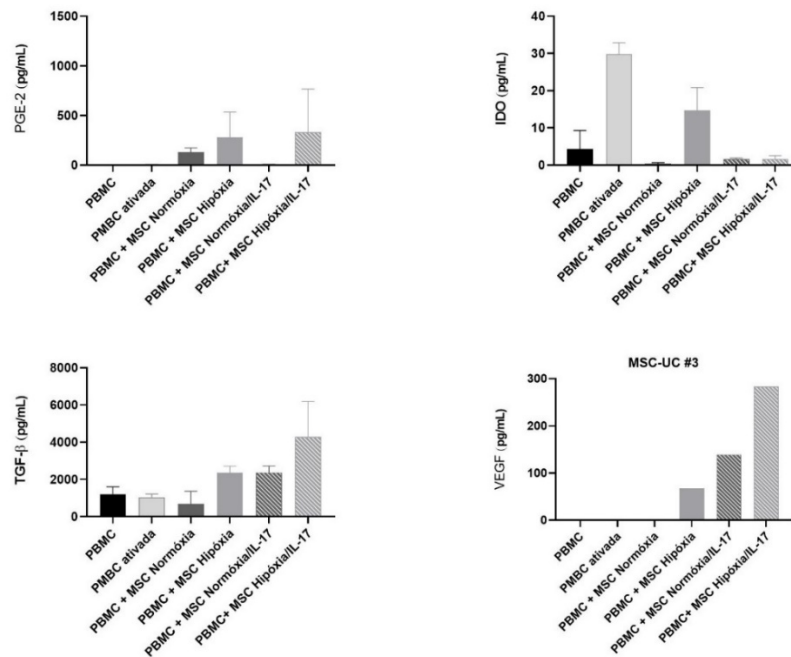 PGE-2 (pg/mL)
1500
1000
500
0
PBMC
PMBC ativada
PBMC + MSC Normóxia
PBMC + MSC Hipóxia
PBMC + MSC Normóxia/IL-17
PBMC+ MSC Hipóxia/IL-17
IDO (pg/mL)
40
30
20
10
0
PBMC
PMBC ativada
PBMC + MSC Normóxia
PBMC + MSC Hipóxia
PBMC + MSC Normóxia/IL-17
PBMC+ MSC Hipóxia/IL-17
TGF-β (pg/mL)
8000
6000
4000
2000
0
PBMC
PMBC ativada
PBMC + MSC Normóxia
PBMC + MSC Hipóxia
PBMC + MSC Normóxia/IL-17
PBMC+ MSC Hipóxia/IL-17
MSC-UC #3
VEGF (pg/mL)
300
200
100
0
PBMC
PMBC ativada
PBMC + MSC Normóxia
PBMC + MSC Hipóxia
PBMC + MSC Normóxia/IL-17
PBMC+ MSC Hipóxia/IL-17